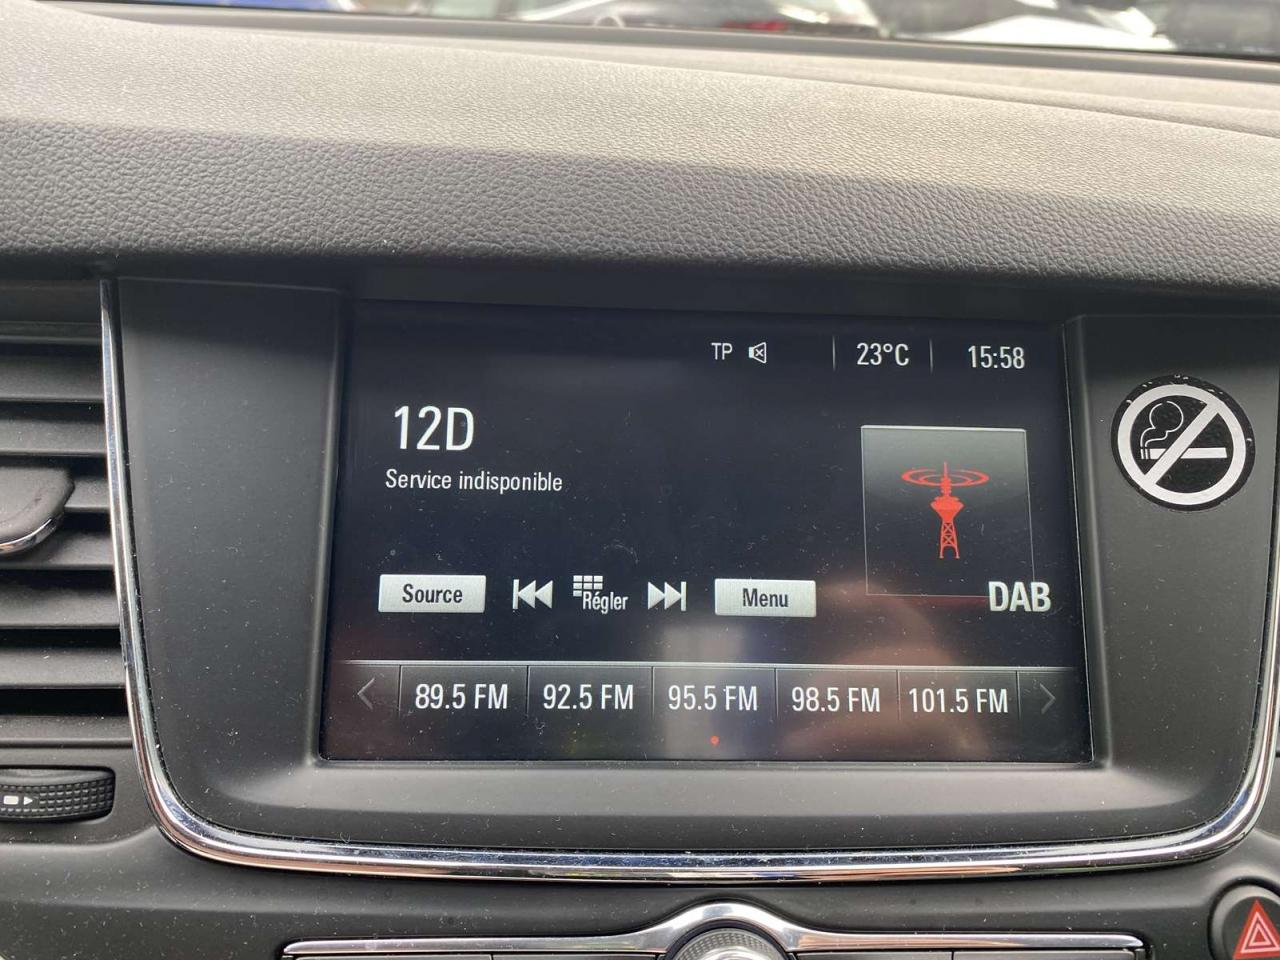 TP 23°C 15:58
12D
Service indisponible
DAB
Source Régler Menu
89.5 FM 92.5 FM 95.5 FM 98.5 FM 101.5 FM